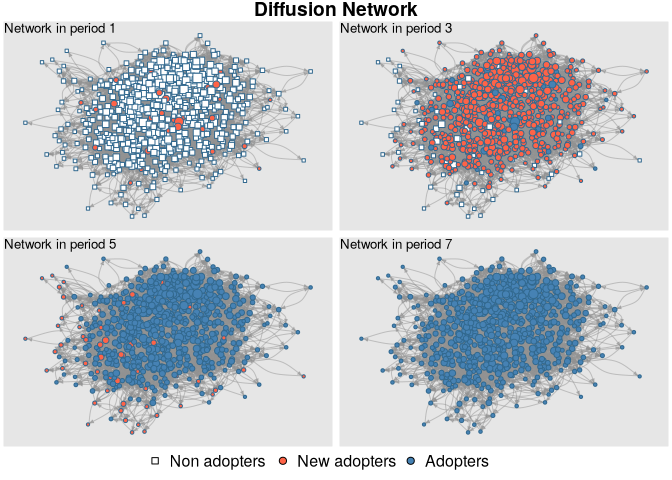 Diffusion Network
Network in period 1
Network in period 3
Network in period 5
Network in period 7
Non adopters New adopters Adopters